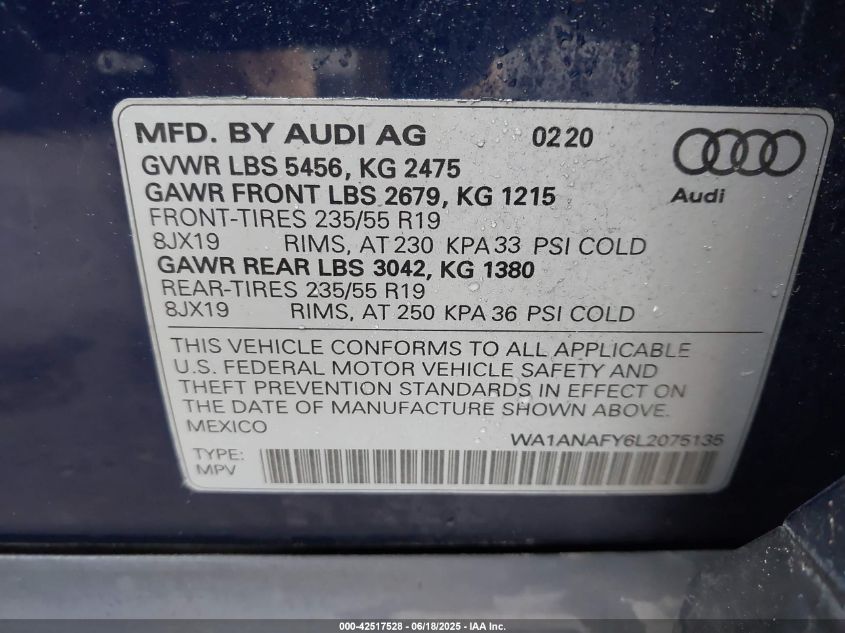 MFD. BY AUDI AG 0220
GVWR LBS 5456, KG 2475
GAWR FRONT LBS 2679, KG 1215
Audi
FRONT-TIRES 235/55 R19
8JX19 RIMS, AT 230 KPA 33 PSI COLD
GAWR REAR LBS 3042, KG 1380
REAR-TIRES 235/55 R19
8JX19 RIMS, AT 250 KPA 36 PSI COLD
THIS VEHICLE CONFORMS TO ALL APPLICABLE
U.S. FEDERAL MOTOR VEHICLE SAFETY AND
THEFT PREVENTION STANDARDS IN EFFECT ON
THE DATE OF MANUFACTURE SHOWN ABOVE.
MEXICO
WA1ANAFY6L2075135
TYPE:
MPV
000-42517528 - 06/18/2025 - IAA Inc.